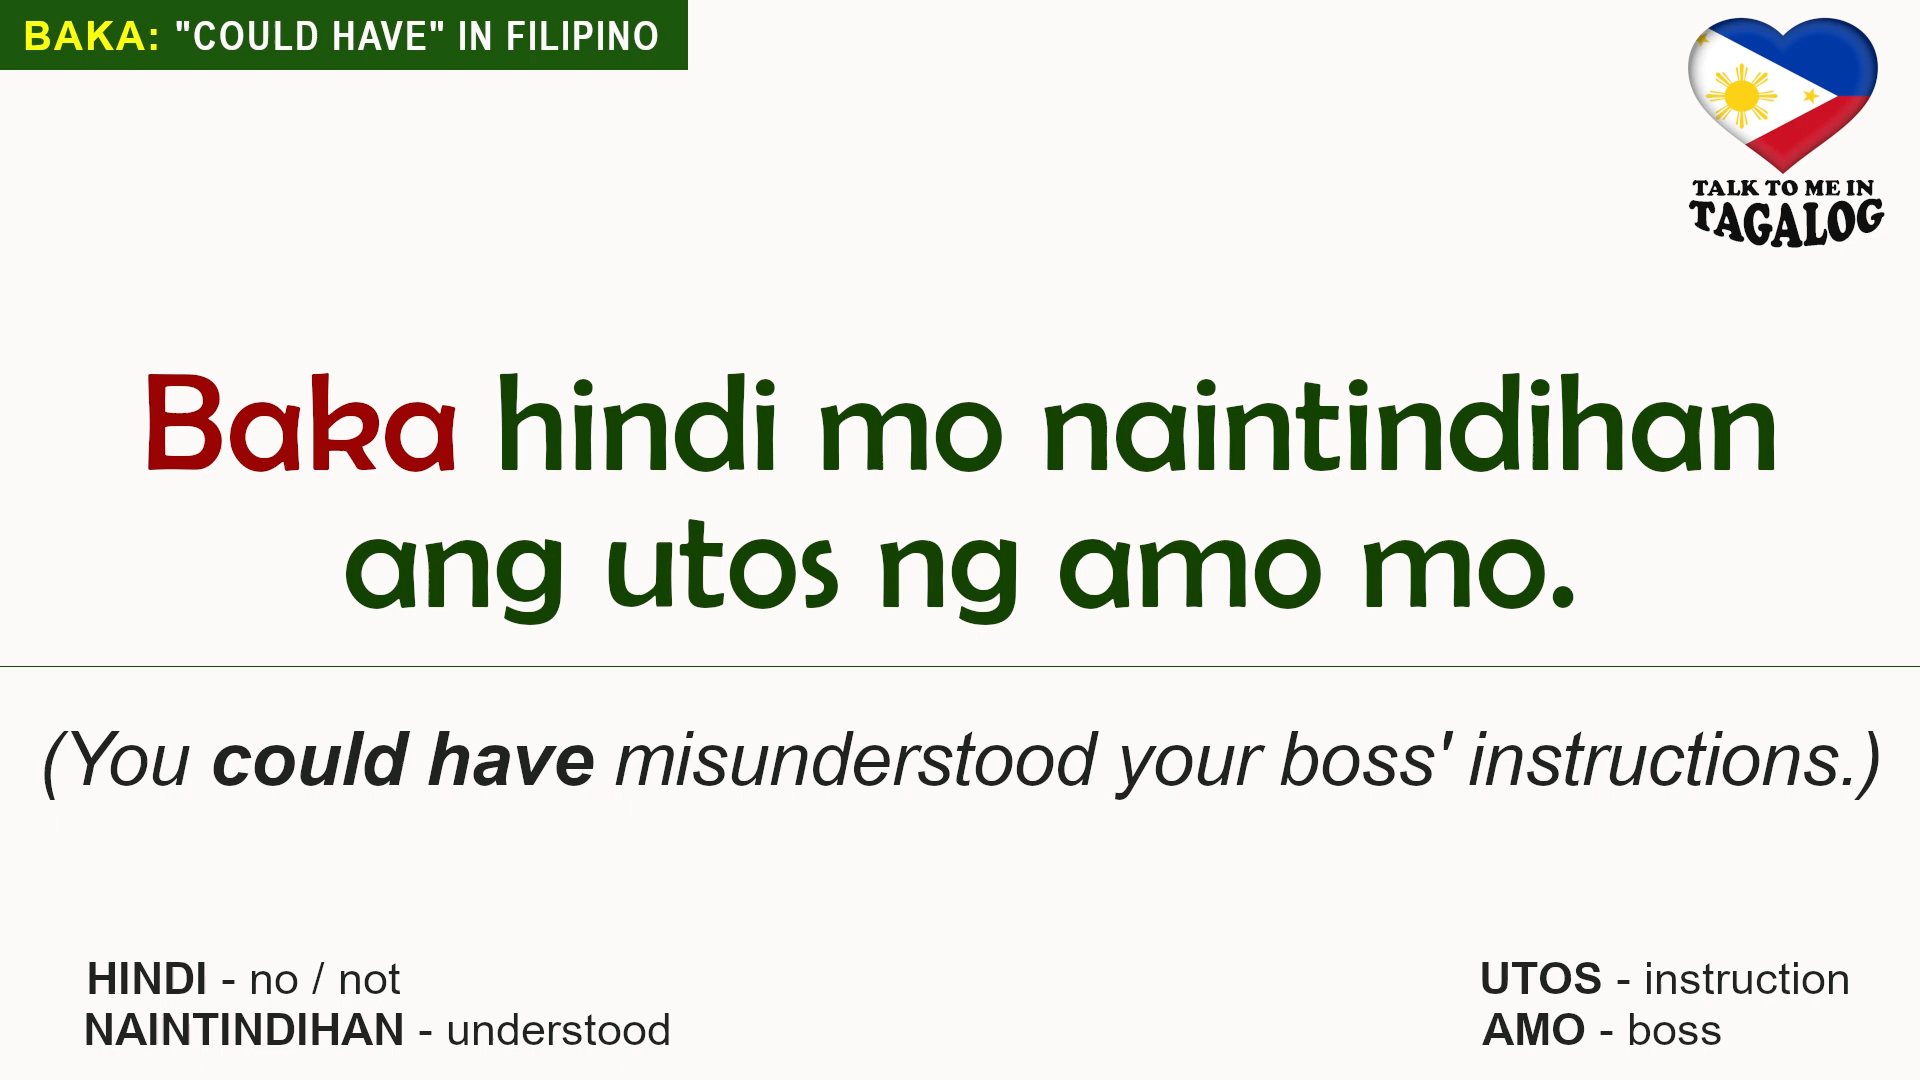 BAKA: "COULD HAVE" IN FILIPINO
TALK TO ME IN
TAGALOG
Baka hindi mo naintindihan
ang utos ng amo mo.
(You could have misunderstood your boss' instructions.)
HINDI - no / not
NAINTINDIHAN - understood
UTOS - instruction
AMO - boss